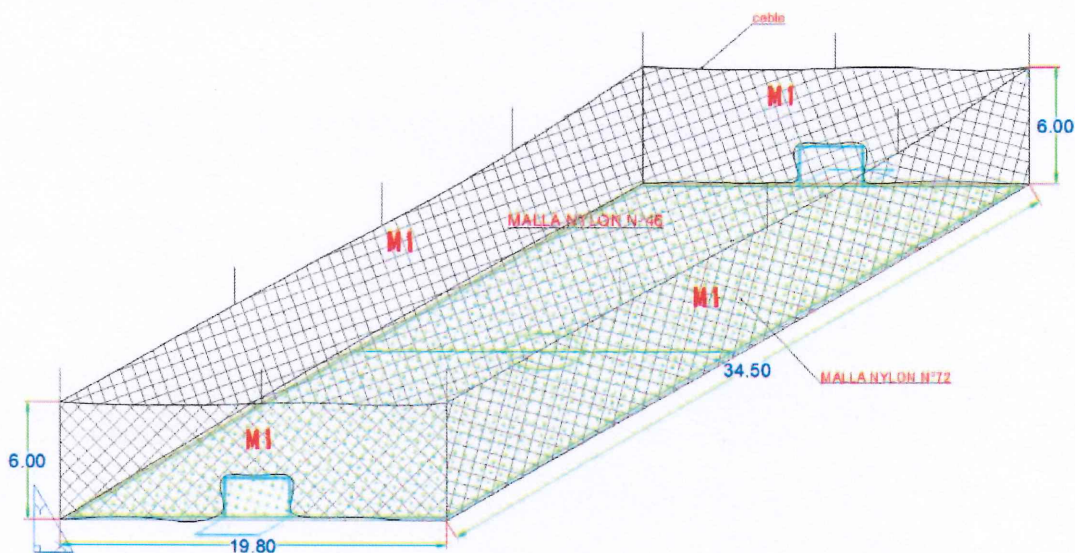 cable
M1
6.00
MALLA NYLON N°46
M1
M1
34.50
MALLA NYLON N°72
M1
6.00
19.80